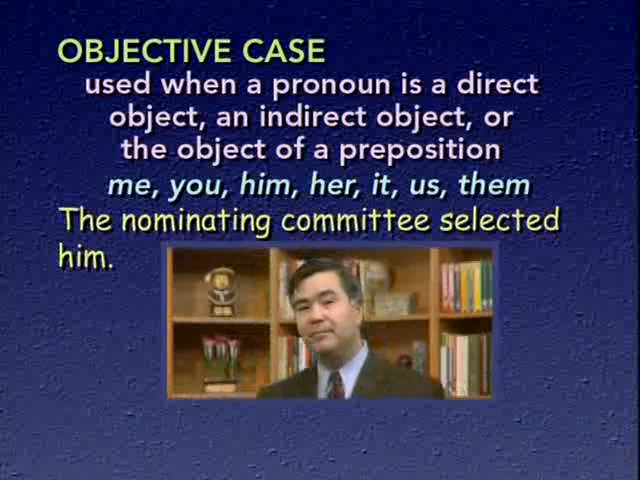 OBJECTIVE CASE
used when a pronoun is a direct
object, an indirect object, or
the object of a preposition
me, you, him, her, it, us, them
The nominating committee selected
him.